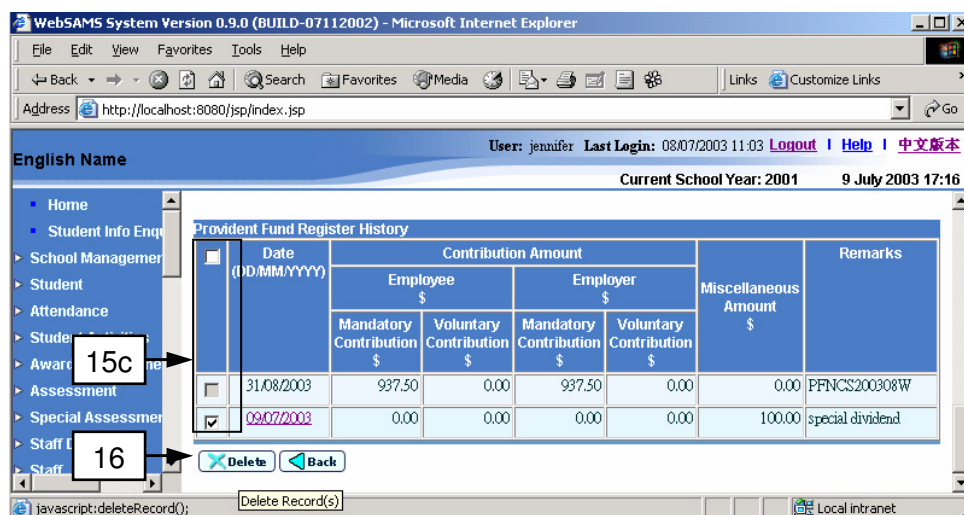 WebSAMS System Version 0.9.0 (BUILD-07112002) - Microsoft Internet Explorer
File Edit View Favorites Tools Help
Back Search Favorites Media Links Customize Links
Address http://localhost:8080/jsp/index.jsp Go
English Name
User: jennifer Last Login: 08/07/2003 11:03 Logout | Help | 中文版本
Current School Year: 2001 9 July 2003 17:16
Home
Student Info Enqu
School Managemen
Student
Attendance
Assessment
Special Assessmen
Staff
Provident Fund Register History
Date Contribution Amount Remarks
(DD/MM/YYYY)
Employee Employer
$ $
Miscellaneous
Amount
$
Mandatory Voluntary Mandatory Voluntary
Contribution Contribution Contribution Contribution
$ $ $ $
31/08/2003 937.50 0.00 937.50 0.00 0.00 PFNCS200308W
09/07/2003 0.00 0.00 0.00 0.00 100.00 special dividend
15c
16
Delete Back
Delete Record(s)
javascript:deleteRecord(); Local intranet